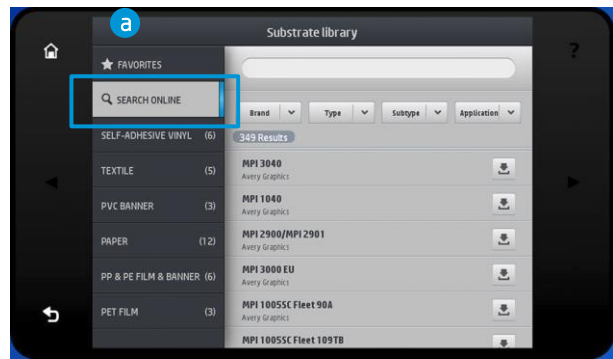 a
Substrate library
?
FAVORITES
SEARCH ONLINE
SELF-ADHESIVE VINYL (6)
TEXTILE (5)
PVC BANNER (3)
PAPER (12)
PP & PE FILM & BANNER (6)
PET FILM (3)
Brand Type Subtype Application
349 Results
MPI 3040
Avery Graphics
MPI 1040
Avery Graphics
MPI 2900/MPI 2901
Avery Graphics
MPI 3000 EU
Avery Graphics
MPI 1005SC Fleet 90A
Avery Graphics
MPI 1005SC Fleet 109TB